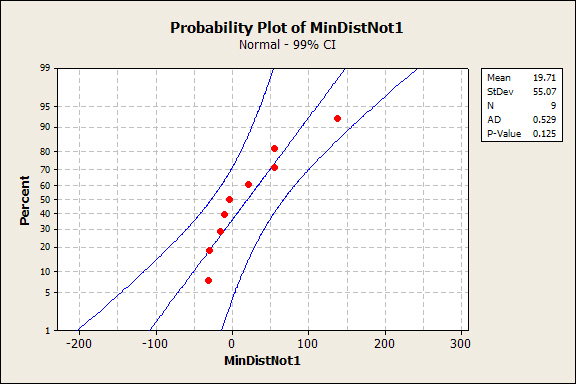 Probability Plot of MinDistNot1
Normal - 99% CI
99
95
90
80
70
60
50
40
30
20
10
5
1
Percent
-200 -100 0 100 200 300
MinDistNot1
Mean 19.71
StDev 55.07
N 9
AD 0.529
P-Value 0.125